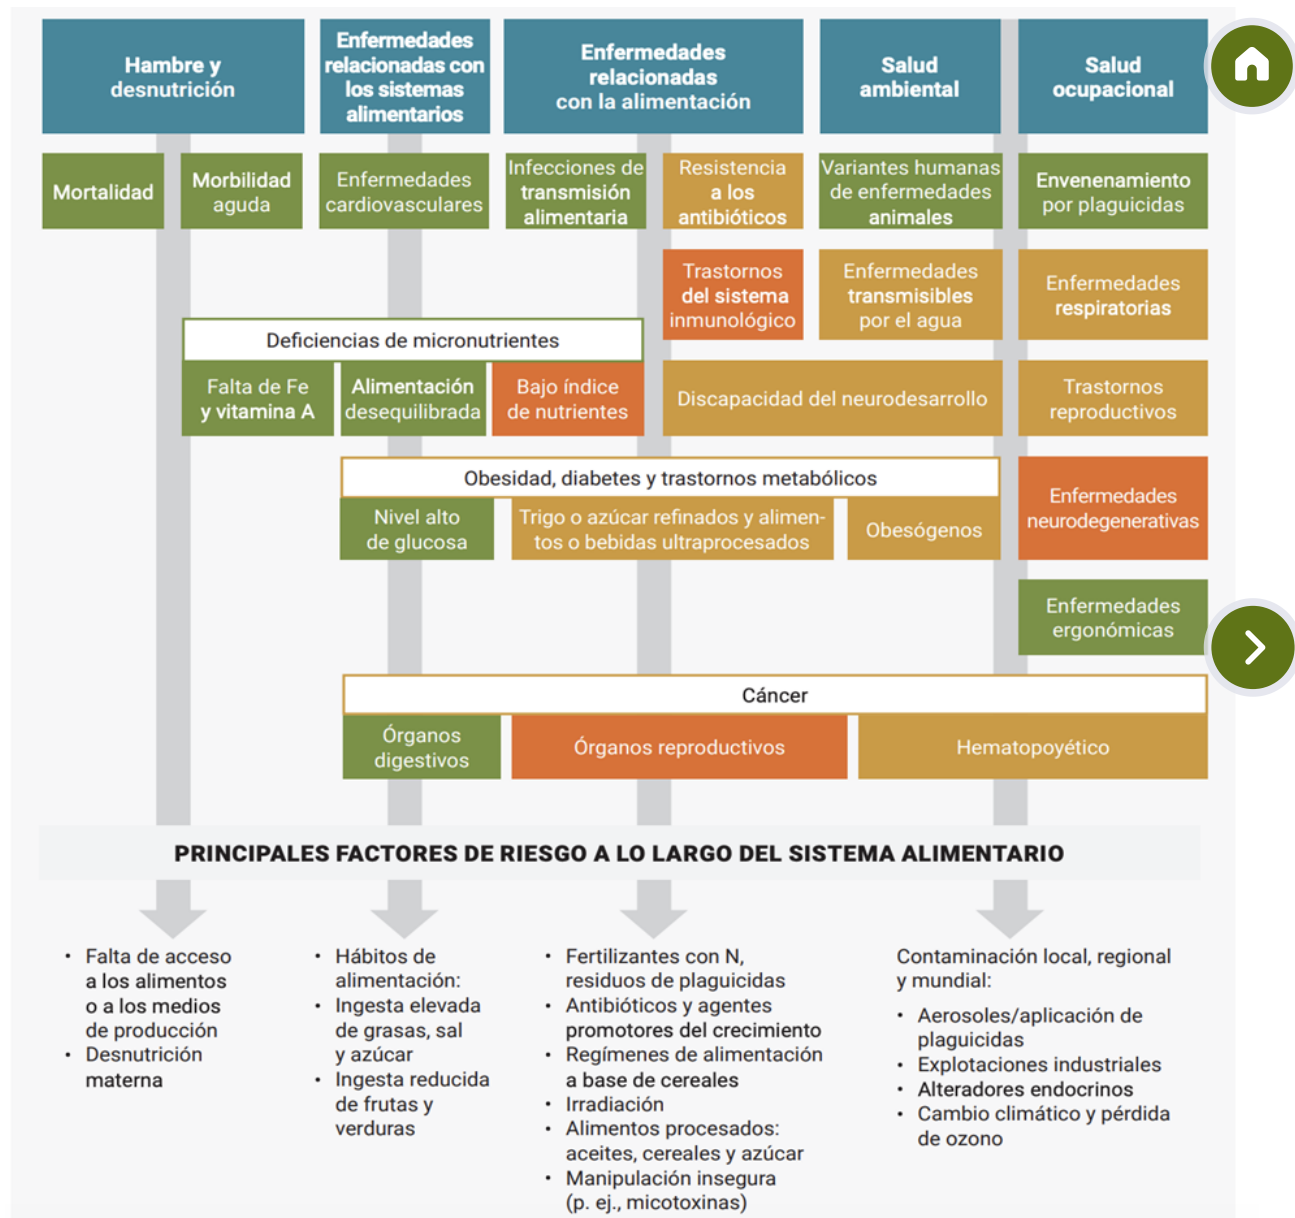 Hambre y
desnutrición
Enfermedades
relacionadas con
los sistemas
alimentarios
Enfermedades
relacionadas
con la alimentación
Salud
ambiental
Salud
ocupacional
Mortalidad
Morbilidad
aguda
Enfermedades
cardiovasculares
Infecciones de
transmisión
alimentaria
Resistencia
a los
antibióticos
Variantes humanas
de enfermedades
animales
Envenenamiento
por plaguicidas
Trastornos
del sistema
inmunológico
Enfermedades
transmisibles
por el agua
Enfermedades
respiratorias
Deficiencias de micronutrientes
Falta de Fe
y vitamina A
Alimentación
desequilibrada
Bajo índice
de nutrientes
Discapacidad del neurodesarrollo
Trastornos
reproductivos
Obesidad, diabetes y trastornos metabólicos
Nivel alto
de glucosa
Trigo o azúcar refinados y alimen-
tos o bebidas ultraprocesados
Obesógenos
Enfermedades
neurodegenerativas
Enfermedades
ergonómicas
Cáncer
Órganos
digestivos
Órganos reproductivos
Hematopoyético
PRINCIPALES FACTORES DE RIESGO A LO LARGO DEL SISTEMA ALIMENTARIO
• Falta de acceso
a los alimentos
o a los medios
de producción
• Desnutrición
materna
• Hábitos de
alimentación:
• Ingesta elevada
de grasas, sal
y azúcar
• Ingesta reducida
de frutas y
verduras
• Fertilizantes con N,
residuos de plaguicidas
• Antibióticos y agentes
promotores del crecimiento
• Regímenes de alimentación
a base de cereales
• Irradiación
• Alimentos procesados:
aceites, cereales y azúcar
• Manipulación insegura
(p. ej., micotoxinas)
Contaminación local, regional
y mundial:
• Aerosoles/aplicación de
plaguicidas
• Explotaciones industriales
• Alteradores endocrinos
• Cambio climático y pérdida
de ozono